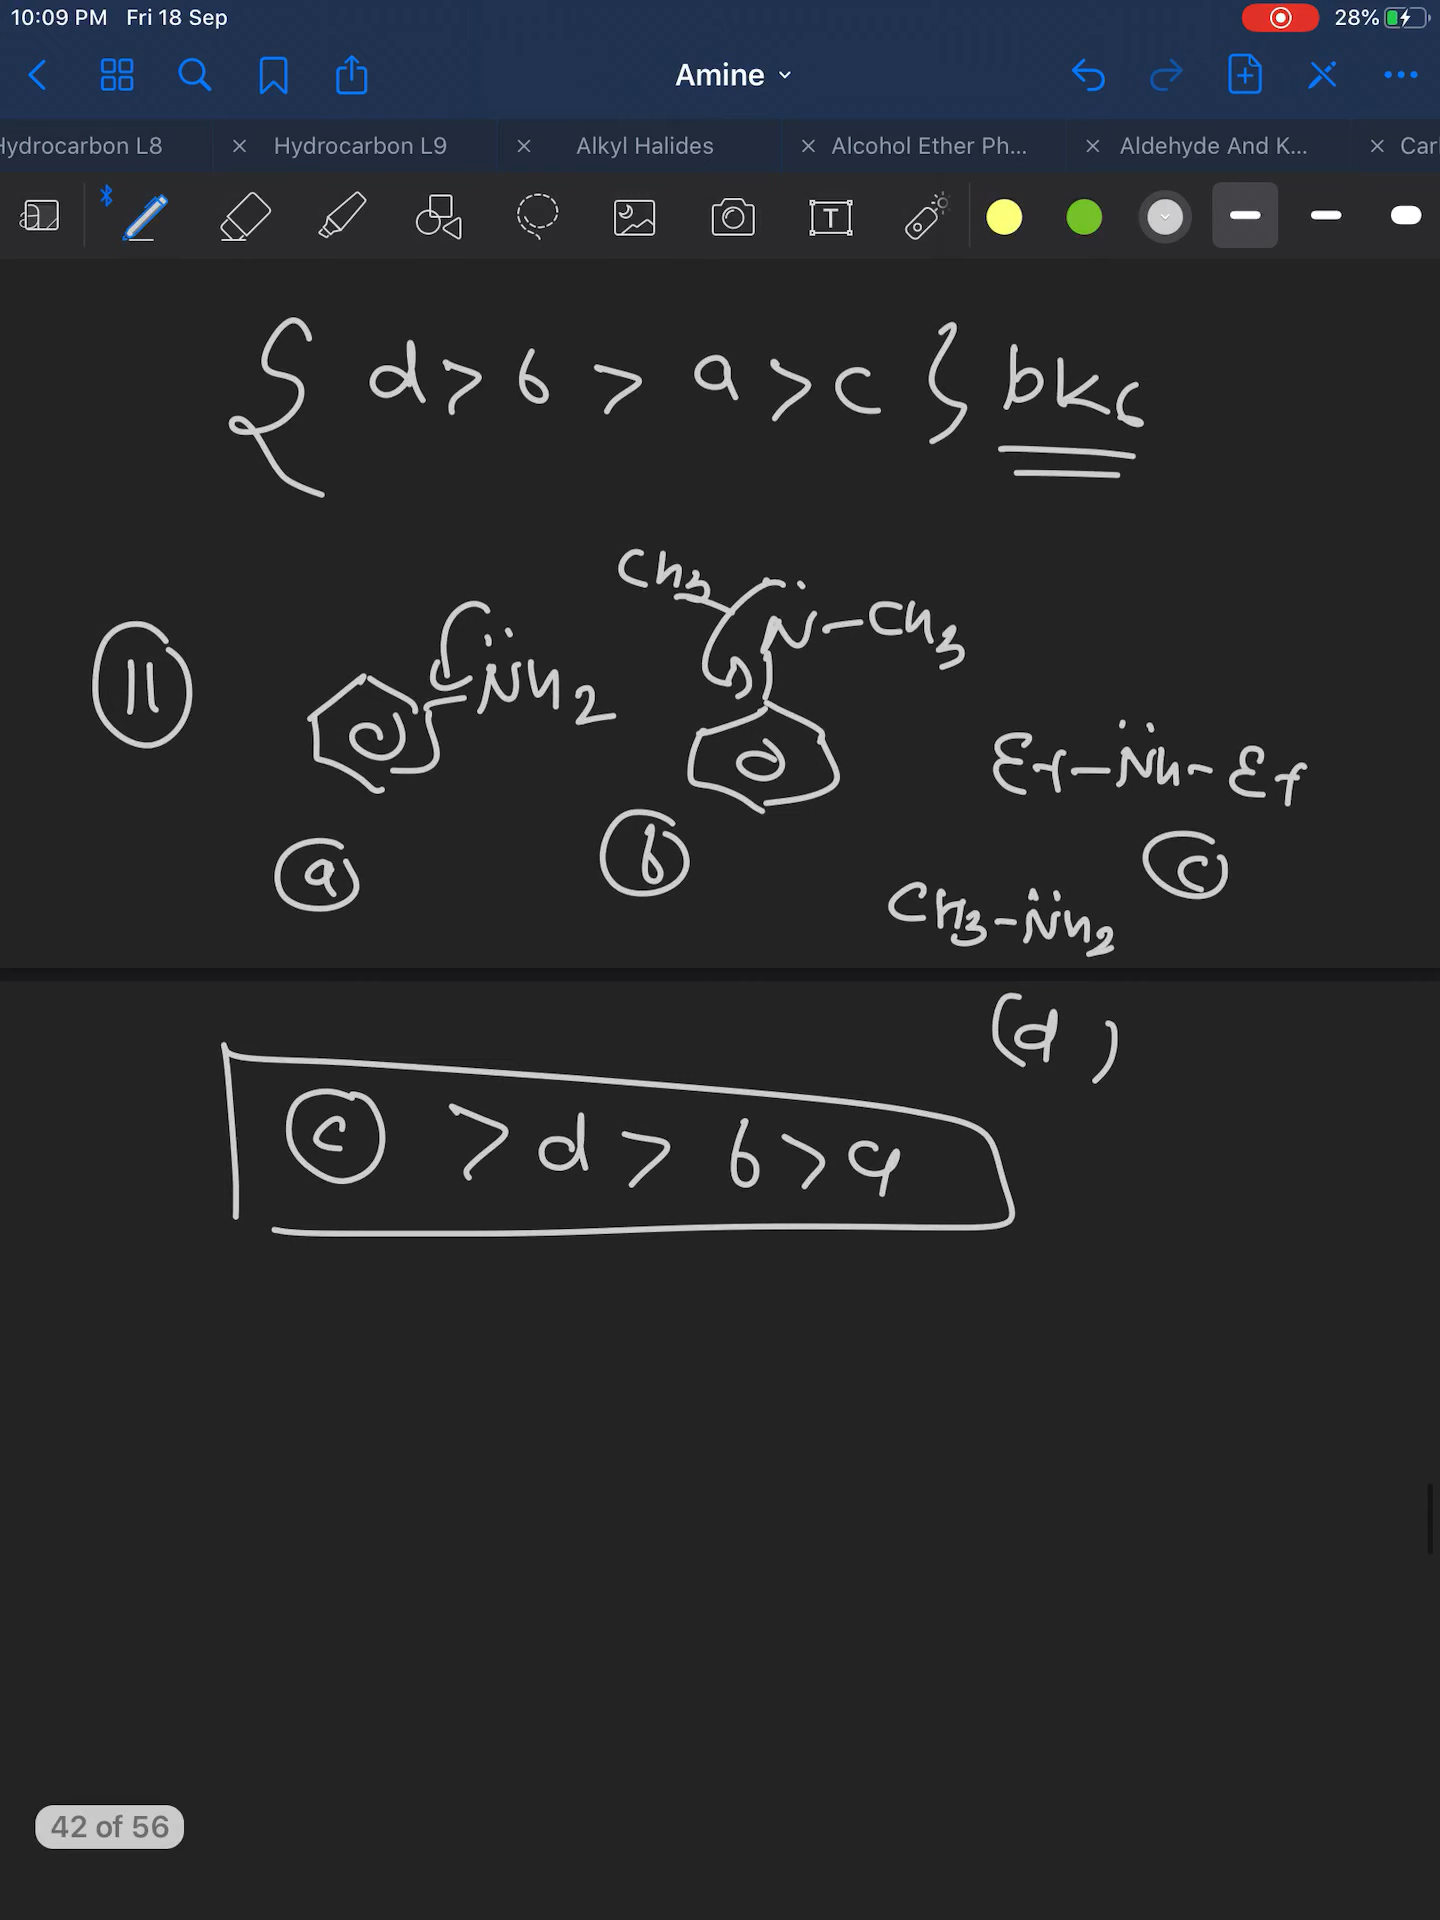 10:09 PM Fri 18 Sep 28%
Amine
Hydrocarbon L8 Hydrocarbon L9 Alkyl Halides Alcohol Ether Ph... Aldehyde And K... Car
T
{ d > b > a > c } bkc
11
NH2
CH3 N-CH3
Et-NH-Et
a b c
CH3-NH2
(d)
c > d > b > a
42 of 56